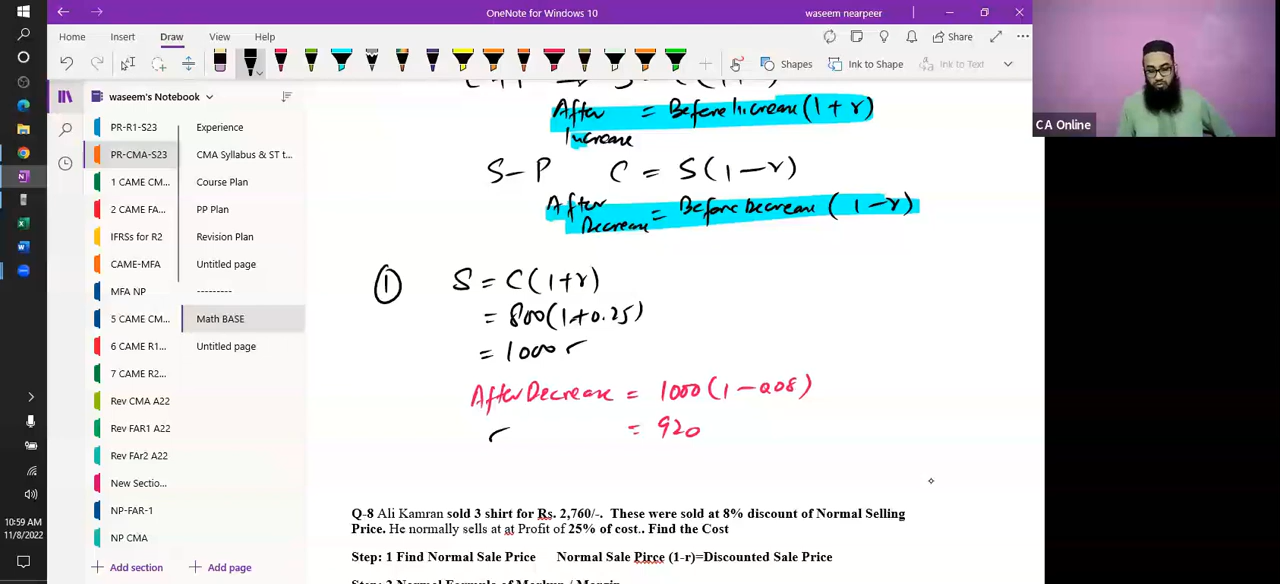 OneNote for Windows 10
waseem nearpeer
Home Insert Draw View Help
Share
Shapes Ink to Shape Ink to Text
waseem's Notebook
PR-R1-S23
PR-CMA-S23
1 CAME CM...
2 CAME FA...
IFRSs for R2
CAME-MFA
MFA NP
5 CAME CM...
6 CAME R1...
7 CAME R2...
Rev CMA A22
Rev FAR1 A22
Rev FAr2 A22
New Sectio...
NP-FAR-1
NP CMA
Add section
Experience
CMA Syllabus & ST t...
Course Plan
PP Plan
Revision Plan
Untitled page
---------
Math BASE
Untitled page
Add page
After = Before Increase (1 + r)
Increase
S - P C = S (1 - r)
After
Decrease = Before Decrease ( 1 - r)
① S = C (1 + r)
= 800 (1 + 0.25)
= 1000
After Decrease = 1000 (1 - 0.08)
= 920
Q-8 Ali Kamran sold 3 shirt for Rs. 2,760/-. These were sold at 8% discount of Normal Selling
Price. He normally sells at at Profit of 25% of cost.. Find the Cost
Step: 1 Find Normal Sale Price Normal Sale Pirce (1-r)=Discounted Sale Price
Step: 2 Normal Formula of Markup / Margin
CA Online
10:59 AM
11/8/2022